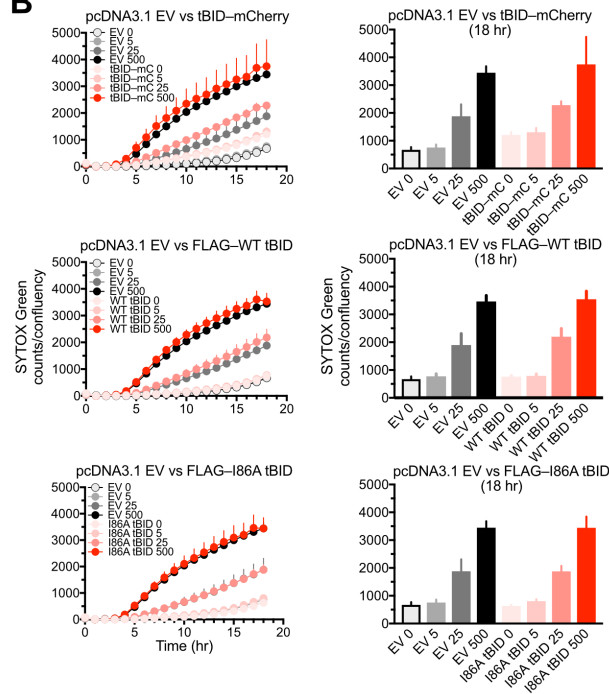 B
pcDNA3.1 EV vs tBID–mCherry
5000
4000
3000
2000
1000
0
EV 0
EV 5
EV 25
EV 500
tBID–mC 0
tBID–mC 5
tBID–mC 25
tBID–mC 500
0 5 10 15 20
pcDNA3.1 EV vs tBID–mCherry
(18 hr)
5000
4000
3000
2000
1000
0
EV 0
EV 5
EV 25
EV 500
tBID–mC 0
tBID–mC 5
tBID–mC 25
tBID–mC 500
pcDNA3.1 EV vs FLAG–WT tBID
SYTOX Green
counts/confluency
5000
4000
3000
2000
1000
0
EV 0
EV 5
EV 25
EV 500
WT tBID 0
WT tBID 5
WT tBID 25
WT tBID 500
0 5 10 15 20
pcDNA3.1 EV vs FLAG–WT tBID
(18 hr)
SYTOX Green
counts/confluency
5000
4000
3000
2000
1000
0
EV 0
EV 5
EV 25
EV 500
WT tBID 0
WT tBID 5
WT tBID 25
WT tBID 500
pcDNA3.1 EV vs FLAG–I86A tBID
5000
4000
3000
2000
1000
0
EV 0
EV 5
EV 25
EV 500
I86A tBID 0
I86A tBID 5
I86A tBID 25
I86A tBID 500
0 5 10 15 20
Time (hr)
pcDNA3.1 EV vs FLAG–I86A tBID
(18 hr)
5000
4000
3000
2000
1000
0
EV 0
EV 5
EV 25
EV 500
I86A tBID 0
I86A tBID 5
I86A tBID 25
I86A tBID 500